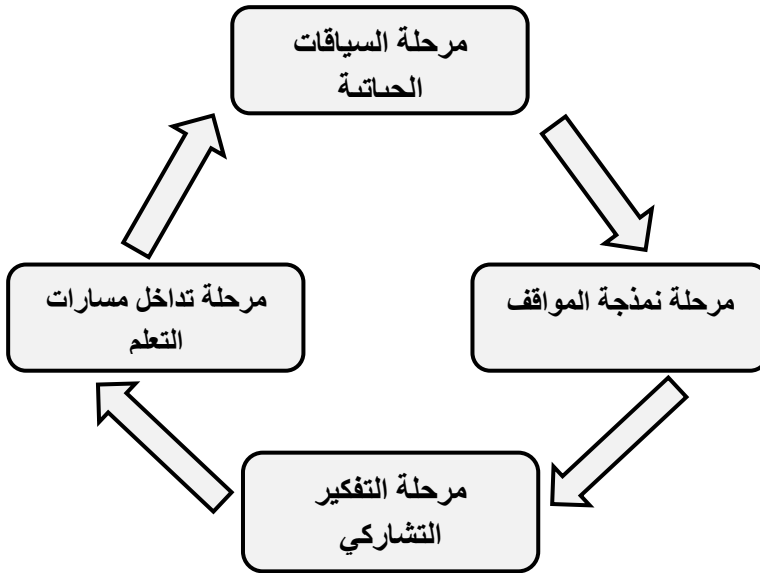 مرحلة السياقات
الحياتية
مرحلة نمذجة المواقف
مرحلة التفكير
التشاركي
مرحلة تداخل مسارات
التعلم